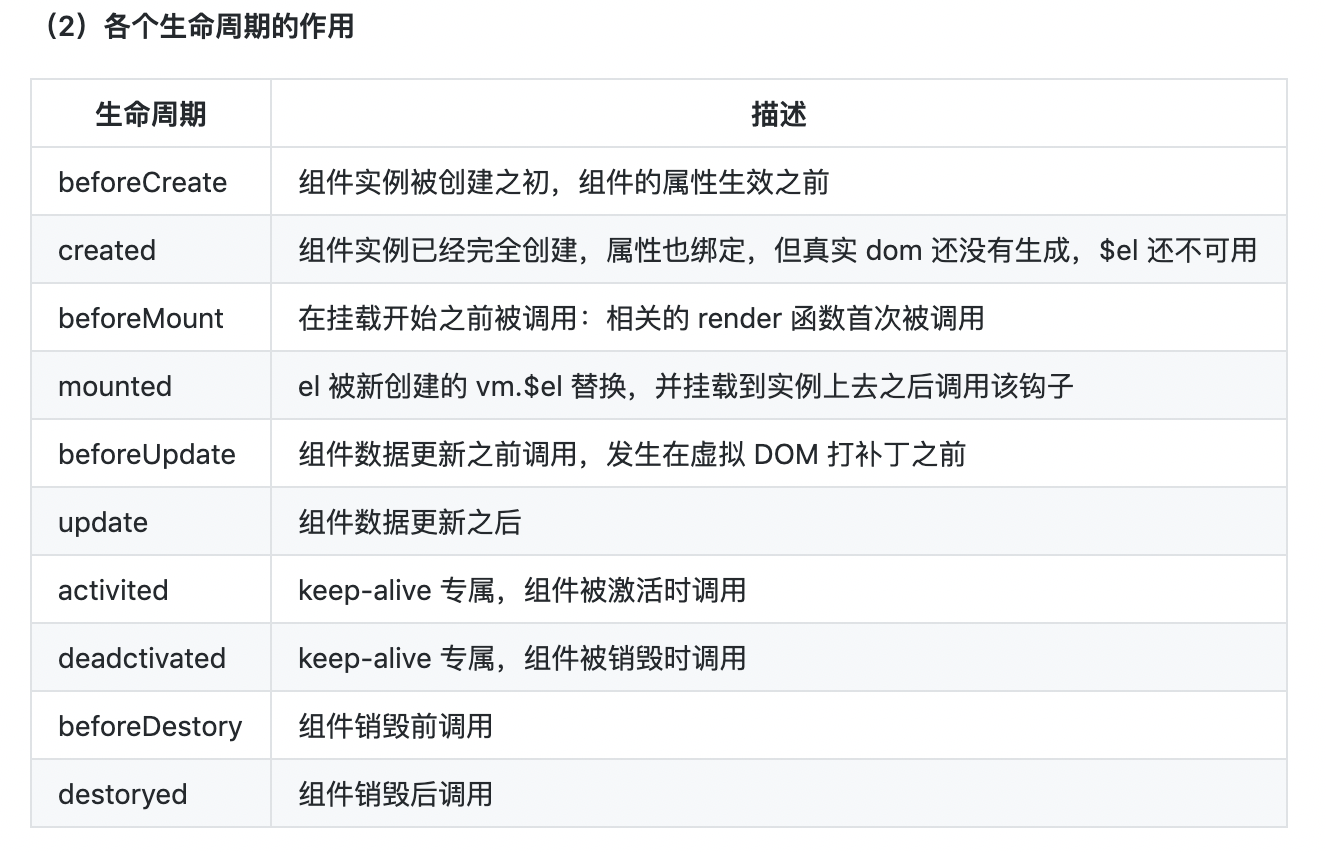 （2）各个生命周期的作用
生命周期 描述
beforeCreate 组件实例被创建之初，组件的属性生效之前
created 组件实例已经完全创建，属性也绑定，但真实 dom 还没有生成，$el 还不可用
beforeMount 在挂载开始之前被调用：相关的 render 函数首次被调用
mounted el 被新创建的 vm.$el 替换，并挂载到实例上去之后调用该钩子
beforeUpdate 组件数据更新之前调用，发生在虚拟 DOM 打补丁之前
update 组件数据更新之后
activited keep-alive 专属，组件被激活时调用
deadctivated keep-alive 专属，组件被销毁时调用
beforeDestory 组件销毁前调用
destoryed 组件销毁后调用